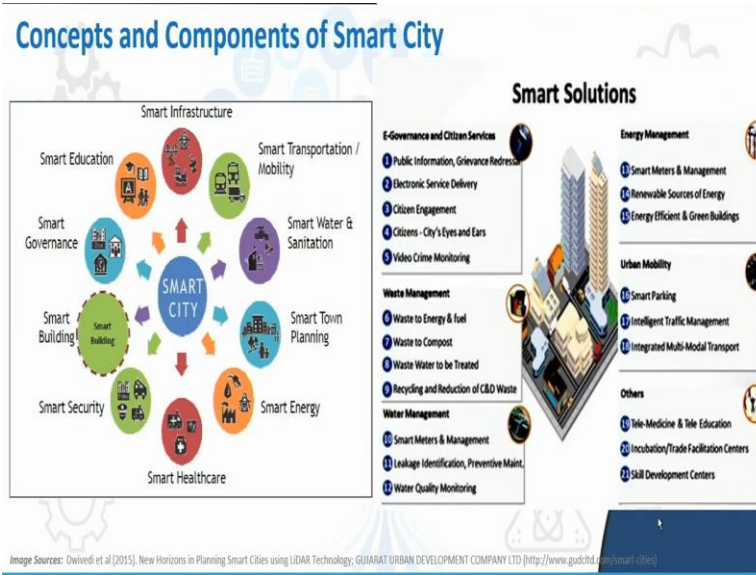 Concepts and Components of Smart City
Smart Infrastructure
Smart Education
Smart Transportation /
Mobility
Smart
Governance
Smart Water &
Sanitation
SMART
CITY
Smart
Building
Smart
Building
Smart Town
Planning
Smart Security
Smart Energy
Smart Healthcare
Smart Solutions
E-Governance and Citizen Services
1 Public Information, Grievance Redressal
2 Electronic Service Delivery
3 Citizen Engagement
4 Citizens - City's Eyes and Ears
5 Video Crime Monitoring
Waste Management
6 Waste to Energy & fuel
7 Waste to Compost
8 Waste Water to be Treated
9 Recycling and Reduction of C&D Waste
Water Management
10 Smart Meters & Management
11 Leakage Identification, Preventive Maint.
12 Water Quality Monitoring
Energy Management
13 Smart Meters & Management
14 Renewable Sources of Energy
15 Energy Efficient & Green Buildings
Urban Mobility
16 Smart Parking
17 Intelligent Traffic Management
18 Integrated Multi-Modal Transport
Others
19 Tele-Medicine & Tele Education
20 Incubation/Trade Facilitation Centers
21 Skill Development Centers
Image Sources: Dwivedi et al (2015). New Horizons in Planning Smart Cities using LiDAR Technology; GUJARAT URBAN DEVELOPMENT COMPANY LTD (http://www.gudcltd.com/smart-cities)